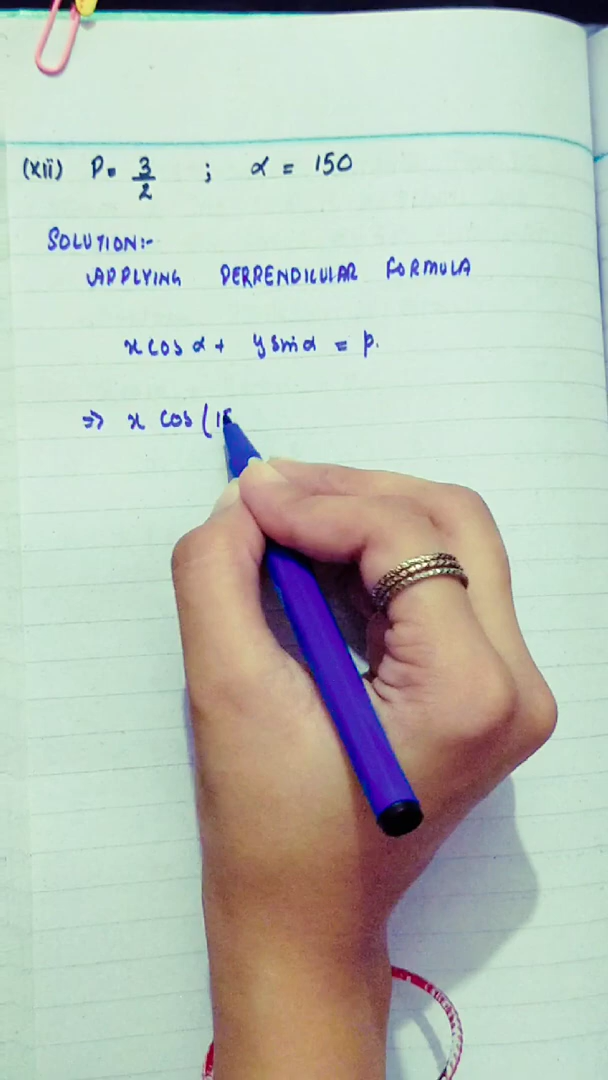 (xii) P= 3/2 ; α = 150
SOLUTION:-
APPLYING PERPENDICULAR FORMULA
x cos α + y sin α = p.
⇒ x cos (15